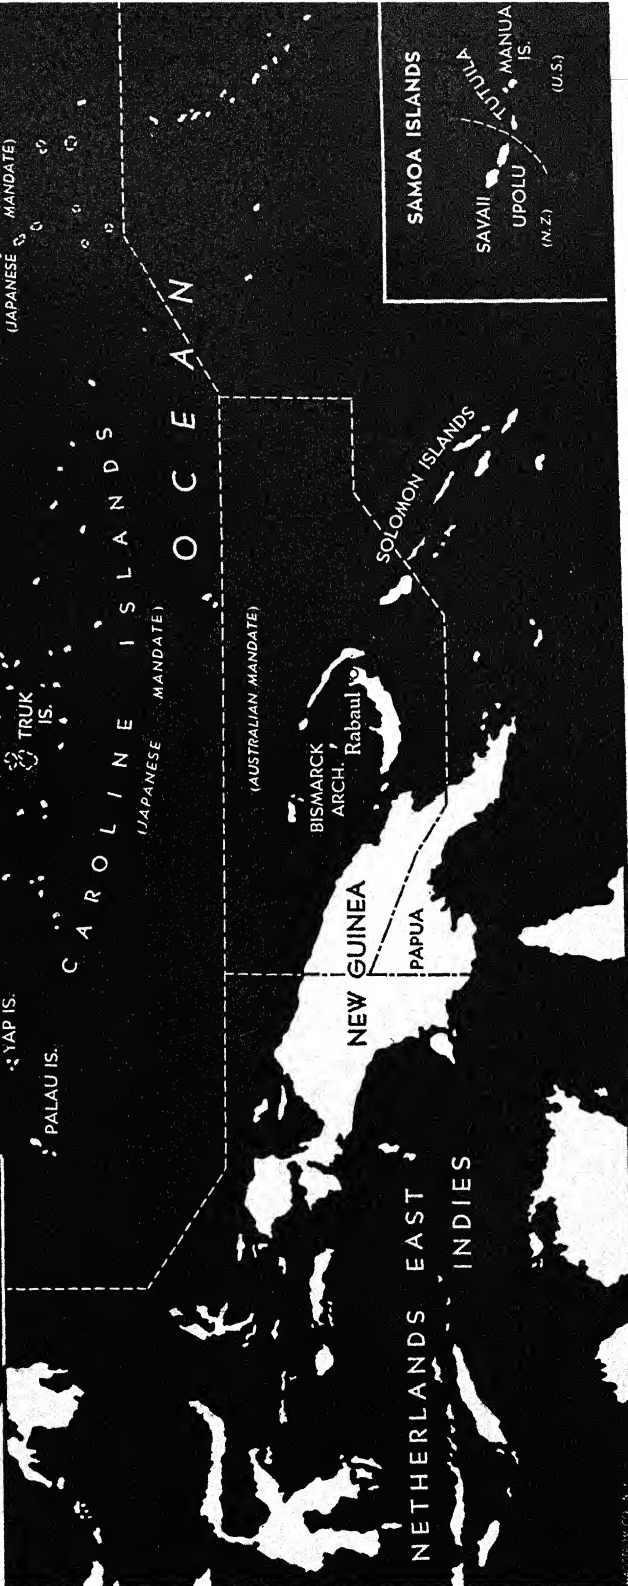 YAP IS.
PALAU IS.
TRUK
IS.
CAROLINE ISLANDS
(JAPANESE MANDATE)
(JAPANESE MANDATE)
OCEAN
(AUSTRALIAN MANDATE)
BISMARCK
ARCH.
Rabaul
SOLOMON ISLANDS
NEW GUINEA
PAPUA
NETHERLANDS EAST
INDIES
SAMOA ISLANDS
SAVAII
UPOLU
(N.Z.)
TUTUILA
MANUA
IS.
(U.S.)